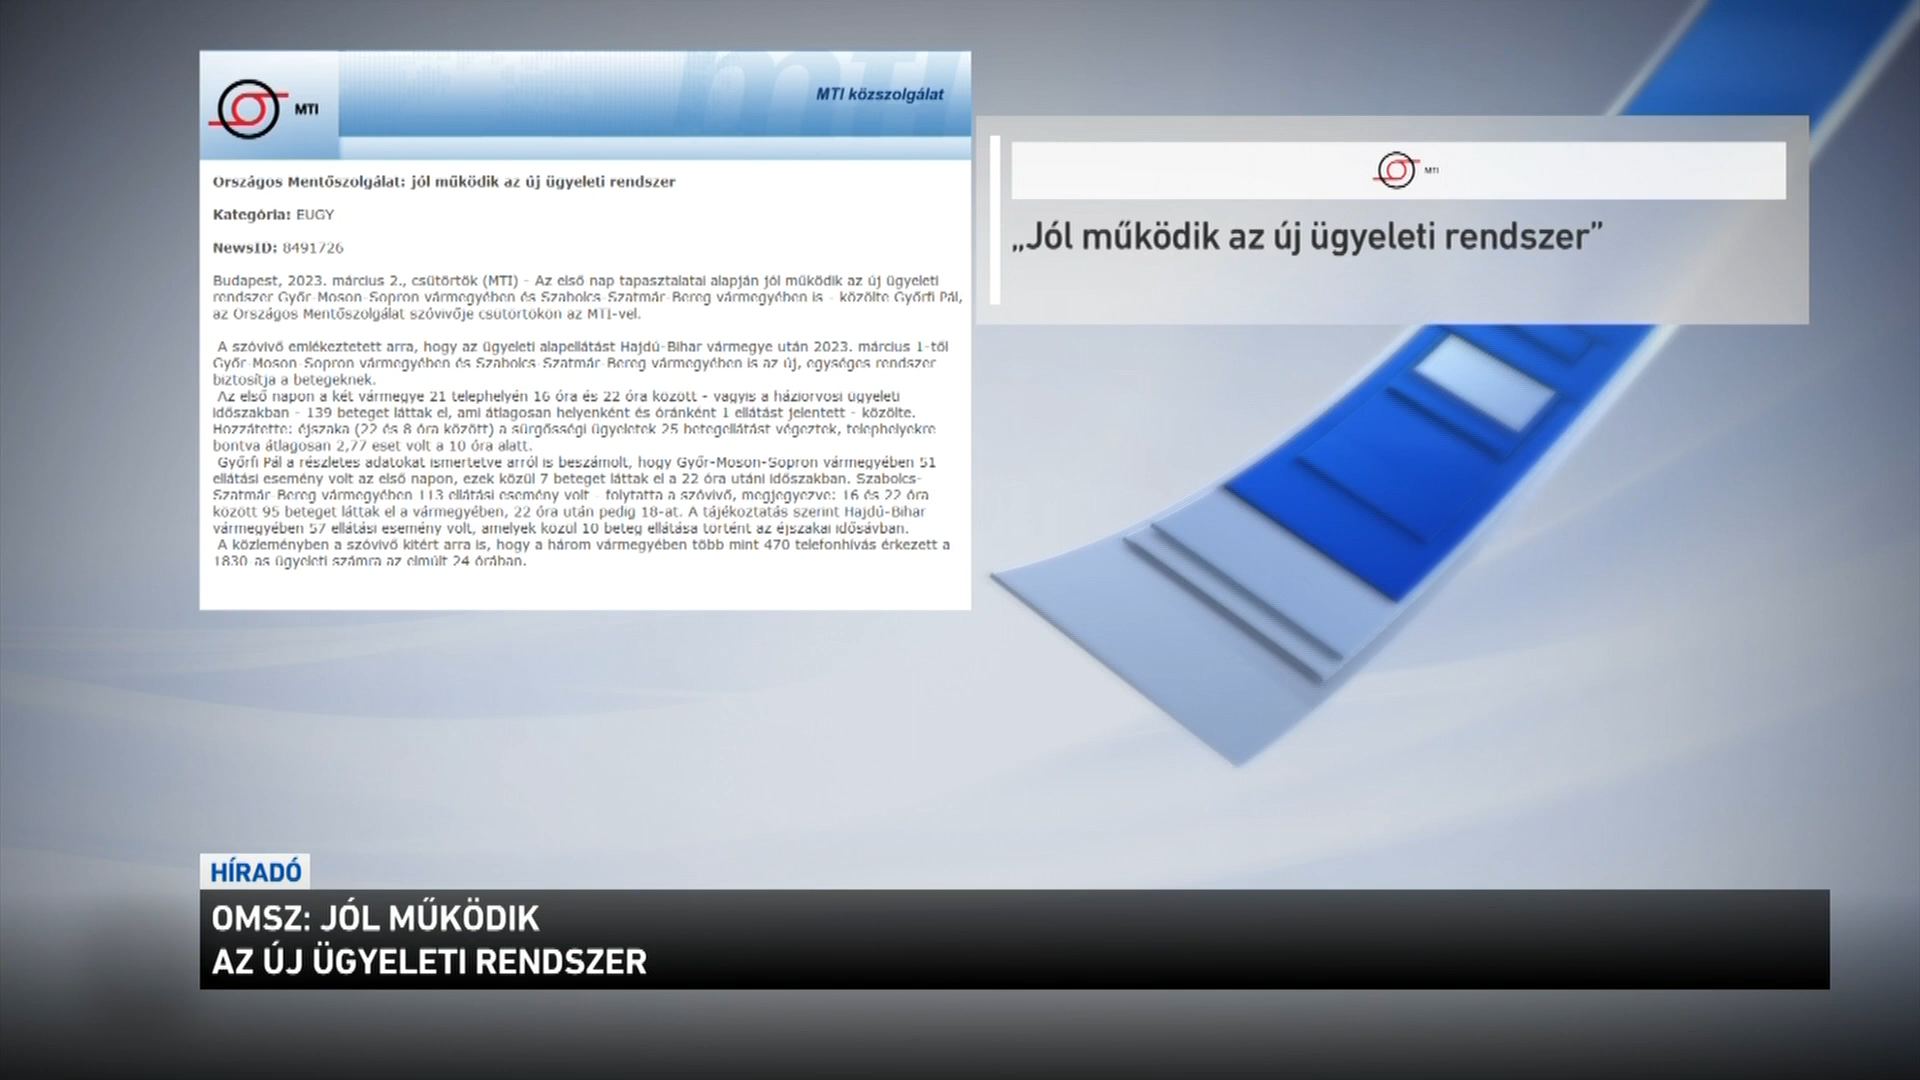 MTI
MTI közszolgálat
Országos Mentőszolgálat: jól működik az új ügyeleti rendszer
Kategória: EUGY
NewsID: 8491726
Budapest, 2023. március 2., csütörtök (MTI) - Az első nap tapasztalatai alapján jól működik az új ügyeleti
rendszer Győr-Moson-Sopron vármegyében és Szabolcs-Szatmár-Bereg vármegyében is - közölte Győrfi Pál,
az Országos Mentőszolgálat szóvivője csütörtökön az MTI-vel.
A szóvivő emlékeztetett arra, hogy az ügyeleti alapellátást Hajdú-Bihar vármegye után 2023. március 1-től
Győr-Moson-Sopron vármegyében és Szabolcs-Szatmár-Bereg vármegyében is az új, egységes rendszer
biztosítja a betegeknek.
Az első napon a két vármegye 21 telephelyén 16 óra és 22 óra között - vagyis a háziorvosi ügyeleti
időszakban - 139 beteget láttak el, ami átlagosan helyenként és óránként 1 ellátást jelentett - közölte.
Hozzátette: éjszaka (22 és 8 óra között) a sürgősségi ügyeletek 25 betegellátást végeztek, telephelyekre
bontva átlagosan 2,77 eset volt a 10 óra alatt.
Győrfi Pál a részletes adatokat ismertetve arról is beszámolt, hogy Győr-Moson-Sopron vármegyében 51
ellátási esemény volt az első napon, ezek közül 7 beteget láttak el a 22 óra utáni időszakban. Szabolcs-
Szatmár-Bereg vármegyében 113 ellátási esemény volt - folytatta a szóvivő, megjegyezve: 16 és 22 óra
között 95 beteget láttak el a vármegyében, 22 óra után pedig 18-at. A tájékoztatás szerint Hajdú-Bihar
vármegyében 57 ellátási esemény volt, amelyek közül 10 beteg ellátása történt az éjszakai idősávban.
A közleményben a szóvivő kitért arra is, hogy a három vármegyében több mint 470 telefonhívás érkezett a
1830-as ügyeleti számra az elmúlt 24 órában.
MTI
„Jól működik az új ügyeleti rendszer”
HÍRADÓ
OMSZ: JÓL MŰKÖDIK
AZ ÚJ ÜGYELETI RENDSZER